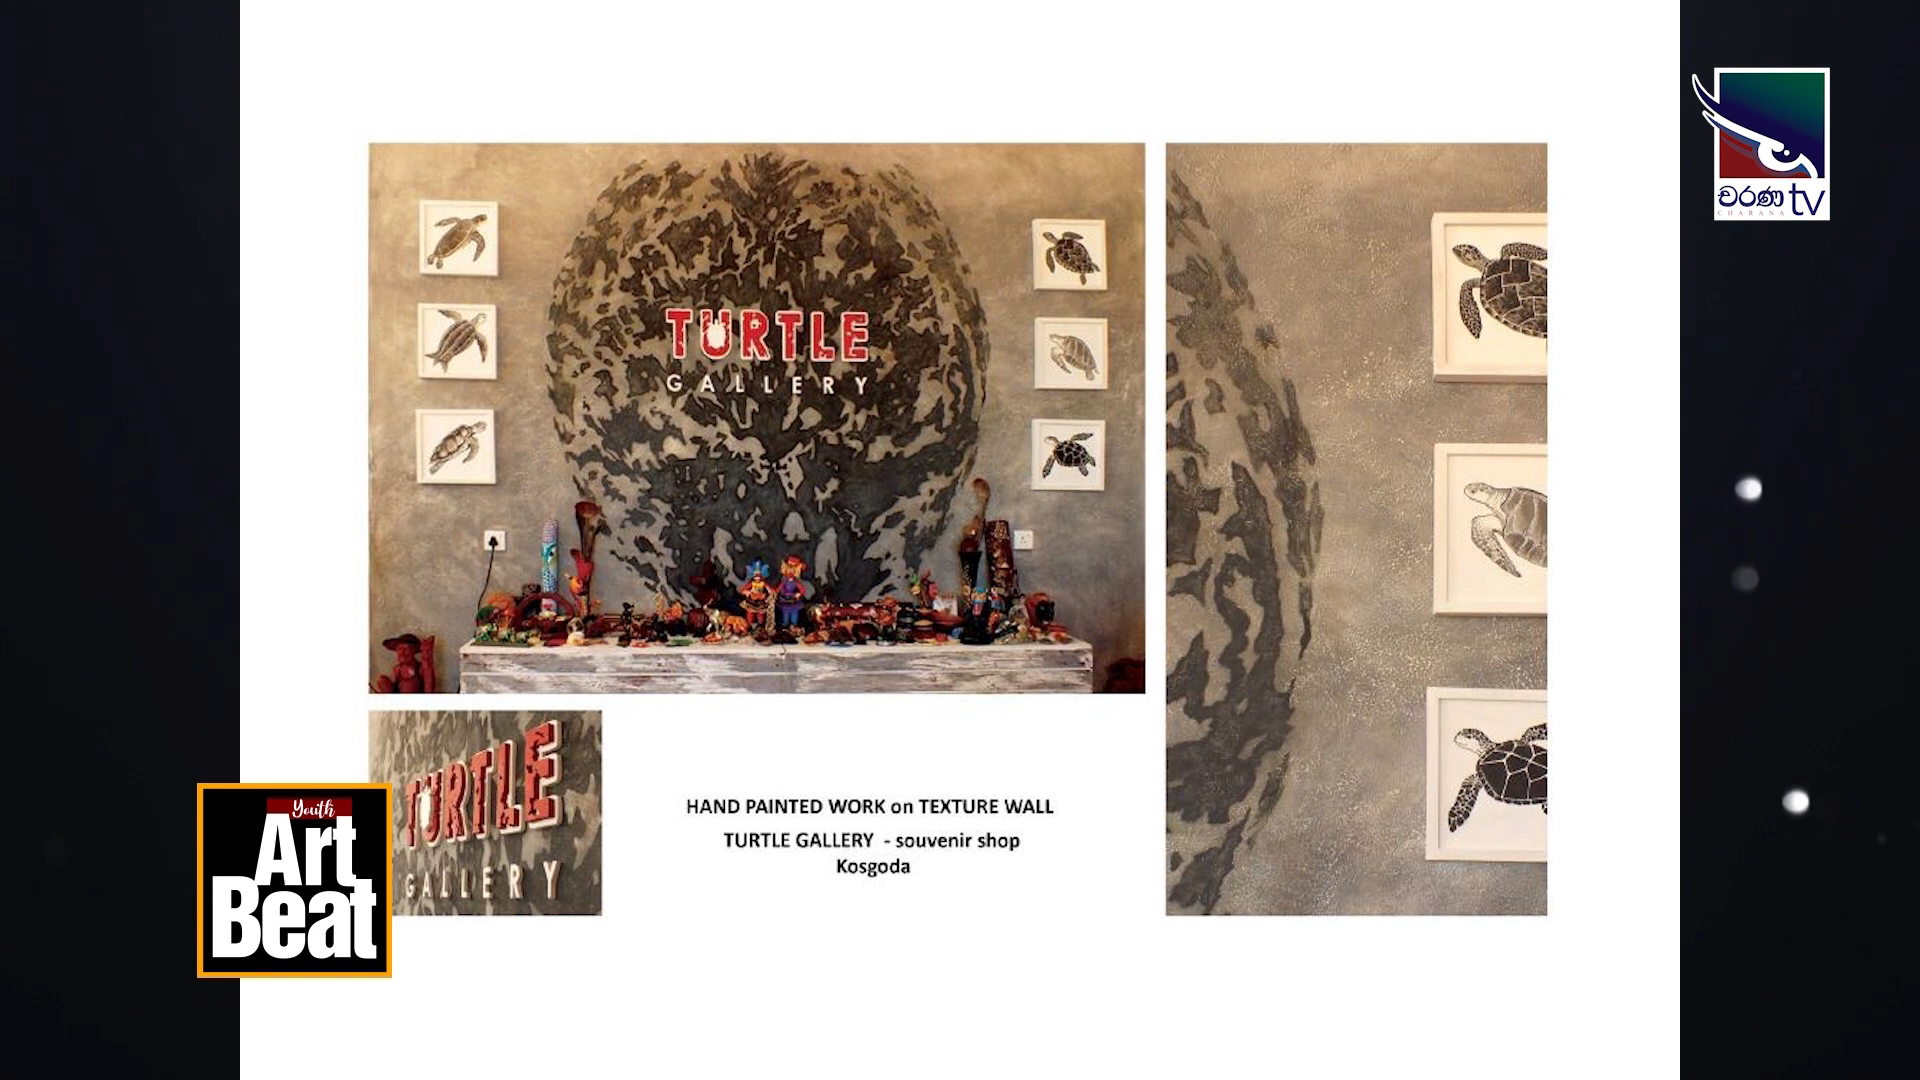 චරණ tv
CHARANA
TURTLE
GALLERY
TURTLE
GALLERY
HAND PAINTED WORK on TEXTURE WALL
TURTLE GALLERY - souvenir shop
Kosgoda
Youth
Art
Beat